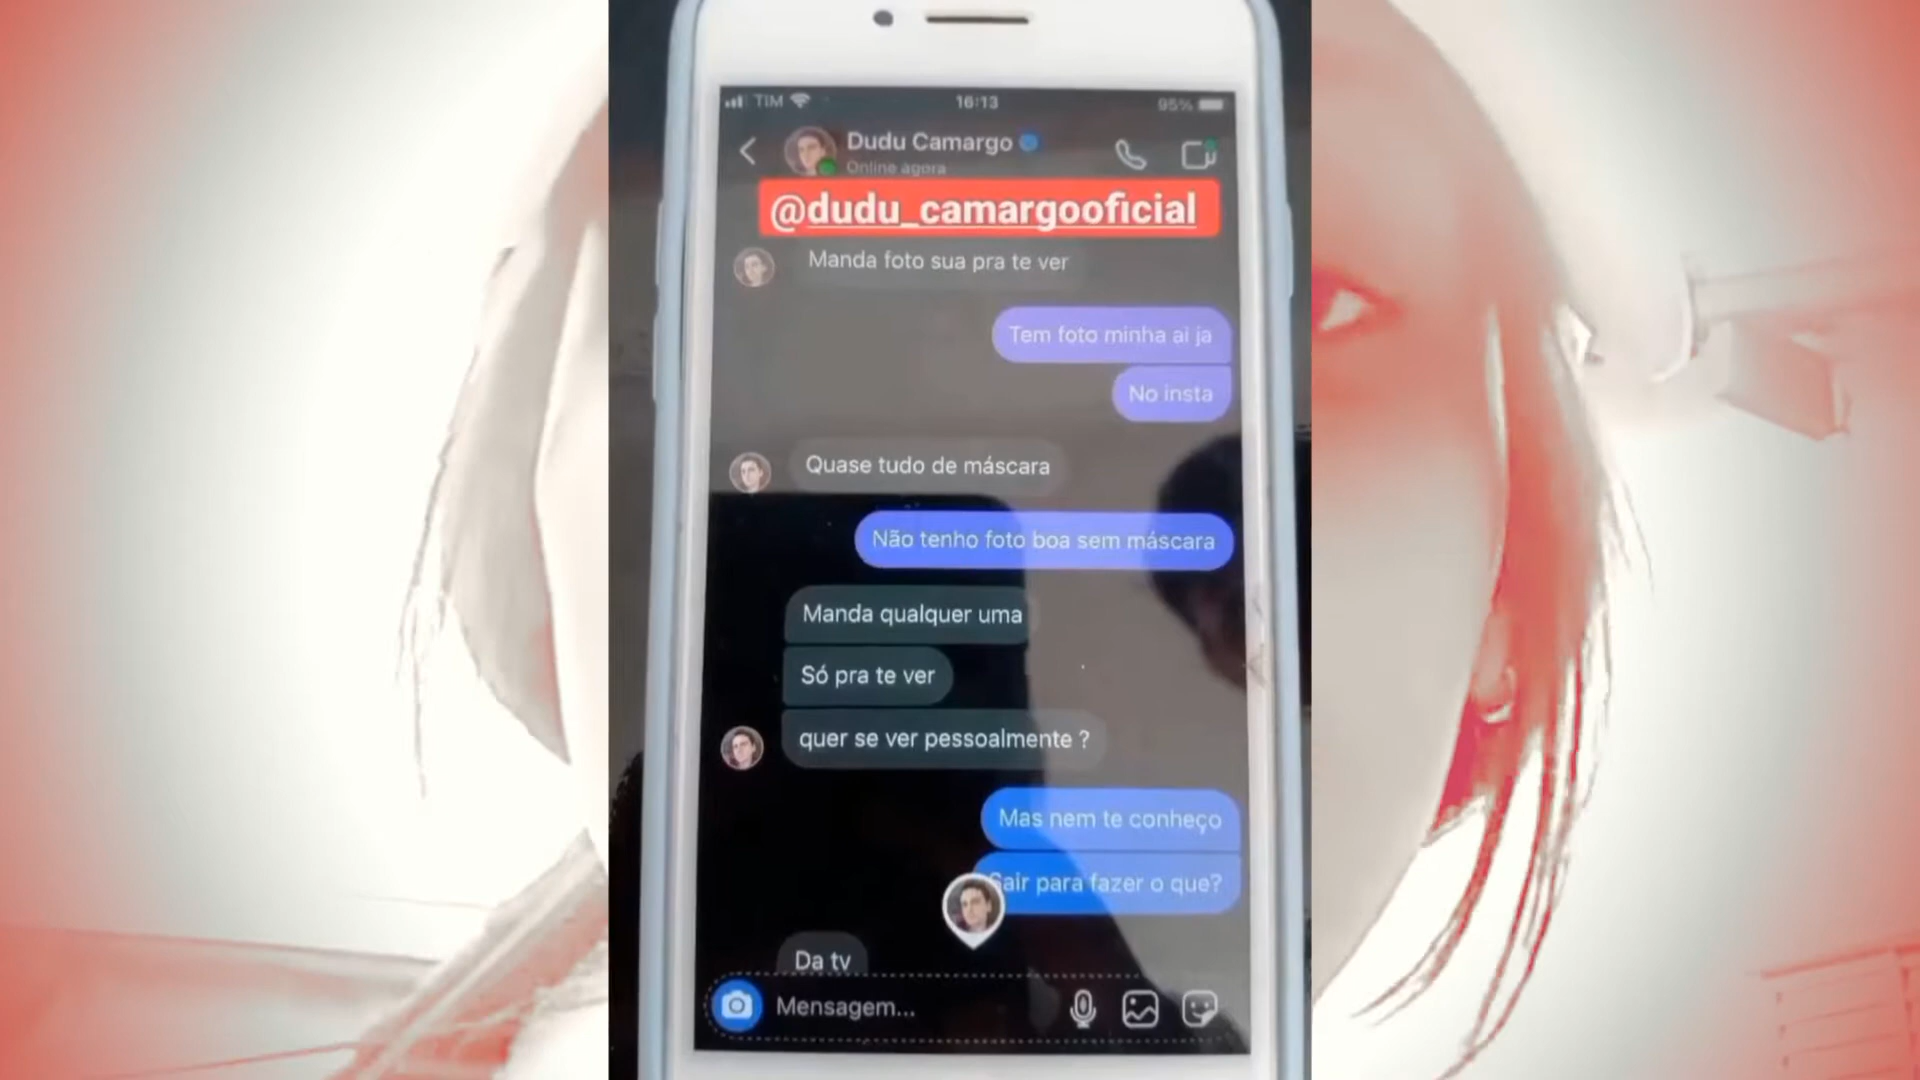 TIM
16:13
95%
Dudu Camargo
Online agora
@dudu_camargooficial
Manda foto sua pra te ver
Tem foto minha ai ja
No insta
Quase tudo de máscara
Não tenho foto boa sem máscara
Manda qualquer uma
Só pra te ver
quer se ver pessoalmente ?
Mas nem te conheço
Sair para fazer o que?
Da tv
Mensagem...